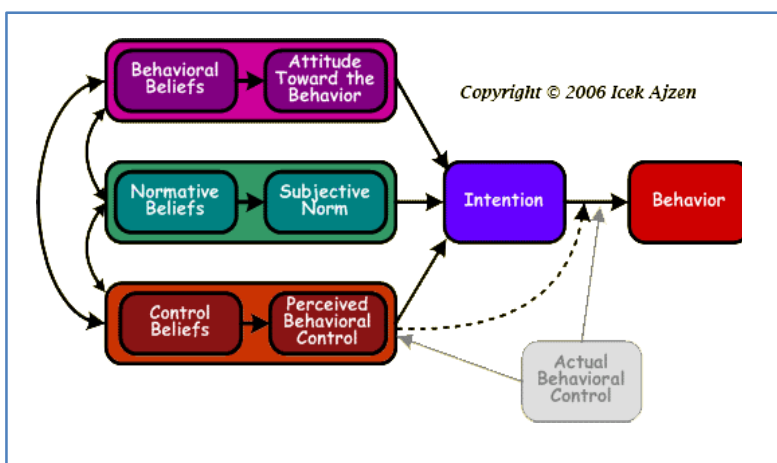 Behavioral
Beliefs
Attitude
Toward the
Behavior
Copyright © 2006 Icek Ajzen
Normative
Beliefs
Subjective
Norm
Intention
Behavior
Control
Beliefs
Perceived
Behavioral
Control
Actual
Behavioral
Control